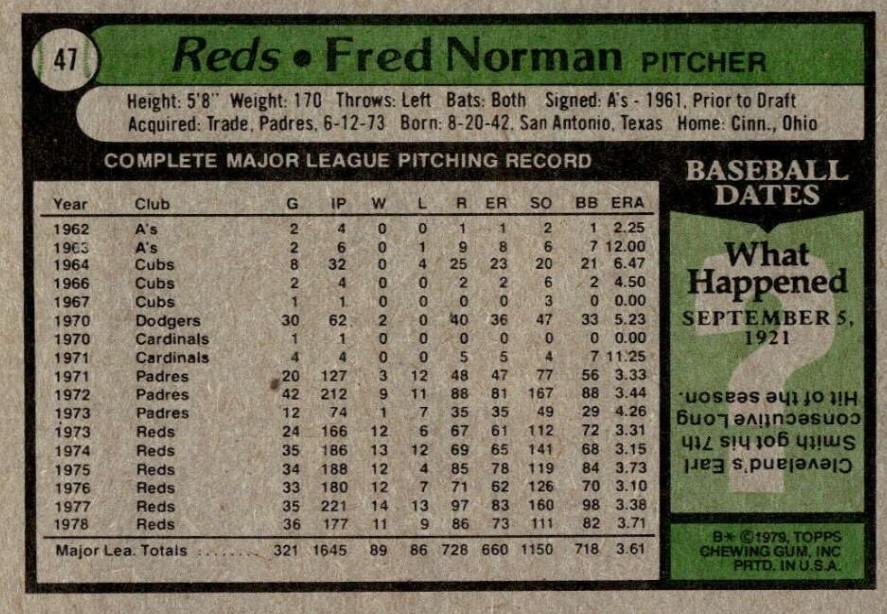 47
Reds • Fred Norman PITCHER
Height: 5'8" Weight: 170 Throws: Left Bats: Both Signed: A's - 1961, Prior to Draft
Acquired: Trade, Padres, 6-12-73 Born: 8-20-42, San Antonio, Texas Home: Cinn., Ohio
COMPLETE MAJOR LEAGUE PITCHING RECORD
Year Club G IP W L R ER SO BB ERA
1962 A's 2 4 0 0 1 1 2 1 2.25
1963 A's 2 6 0 1 9 8 6 7 12.00
1964 Cubs 8 32 0 4 25 23 20 21 6.47
1966 Cubs 2 4 0 0 2 2 6 2 4.50
1967 Cubs 1 1 0 0 0 0 3 0 0.00
1970 Dodgers 30 62 2 0 40 36 47 33 5.23
1970 Cardinals 1 1 0 0 0 0 0 0 0.00
1971 Cardinals 4 4 0 0 5 5 4 7 11.25
1971 Padres 20 127 3 12 48 47 77 56 3.33
1972 Padres 42 212 9 11 88 81 167 88 3.44
1973 Padres 12 74 1 7 35 35 49 29 4.26
1973 Reds 24 166 12 6 67 61 112 72 3.31
1974 Reds 35 186 13 12 69 65 141 68 3.15
1975 Reds 34 188 12 4 85 78 119 84 3.73
1976 Reds 33 180 12 7 71 62 126 70 3.10
1977 Reds 35 221 14 13 97 83 160 98 3.38
1978 Reds 36 177 11 9 86 73 111 82 3.71
Major Lea. Totals ........ 321 1645 89 86 728 660 1150 718 3.61
BASEBALL
DATES
What
Happened
SEPTEMBER 5,
1921
?
Cleveland's Earl
Smith got his 7th
consecutive Long
Hit of the season.
B* ©1979, TOPPS
CHEWING GUM, INC
PRTD. IN U.S.A.